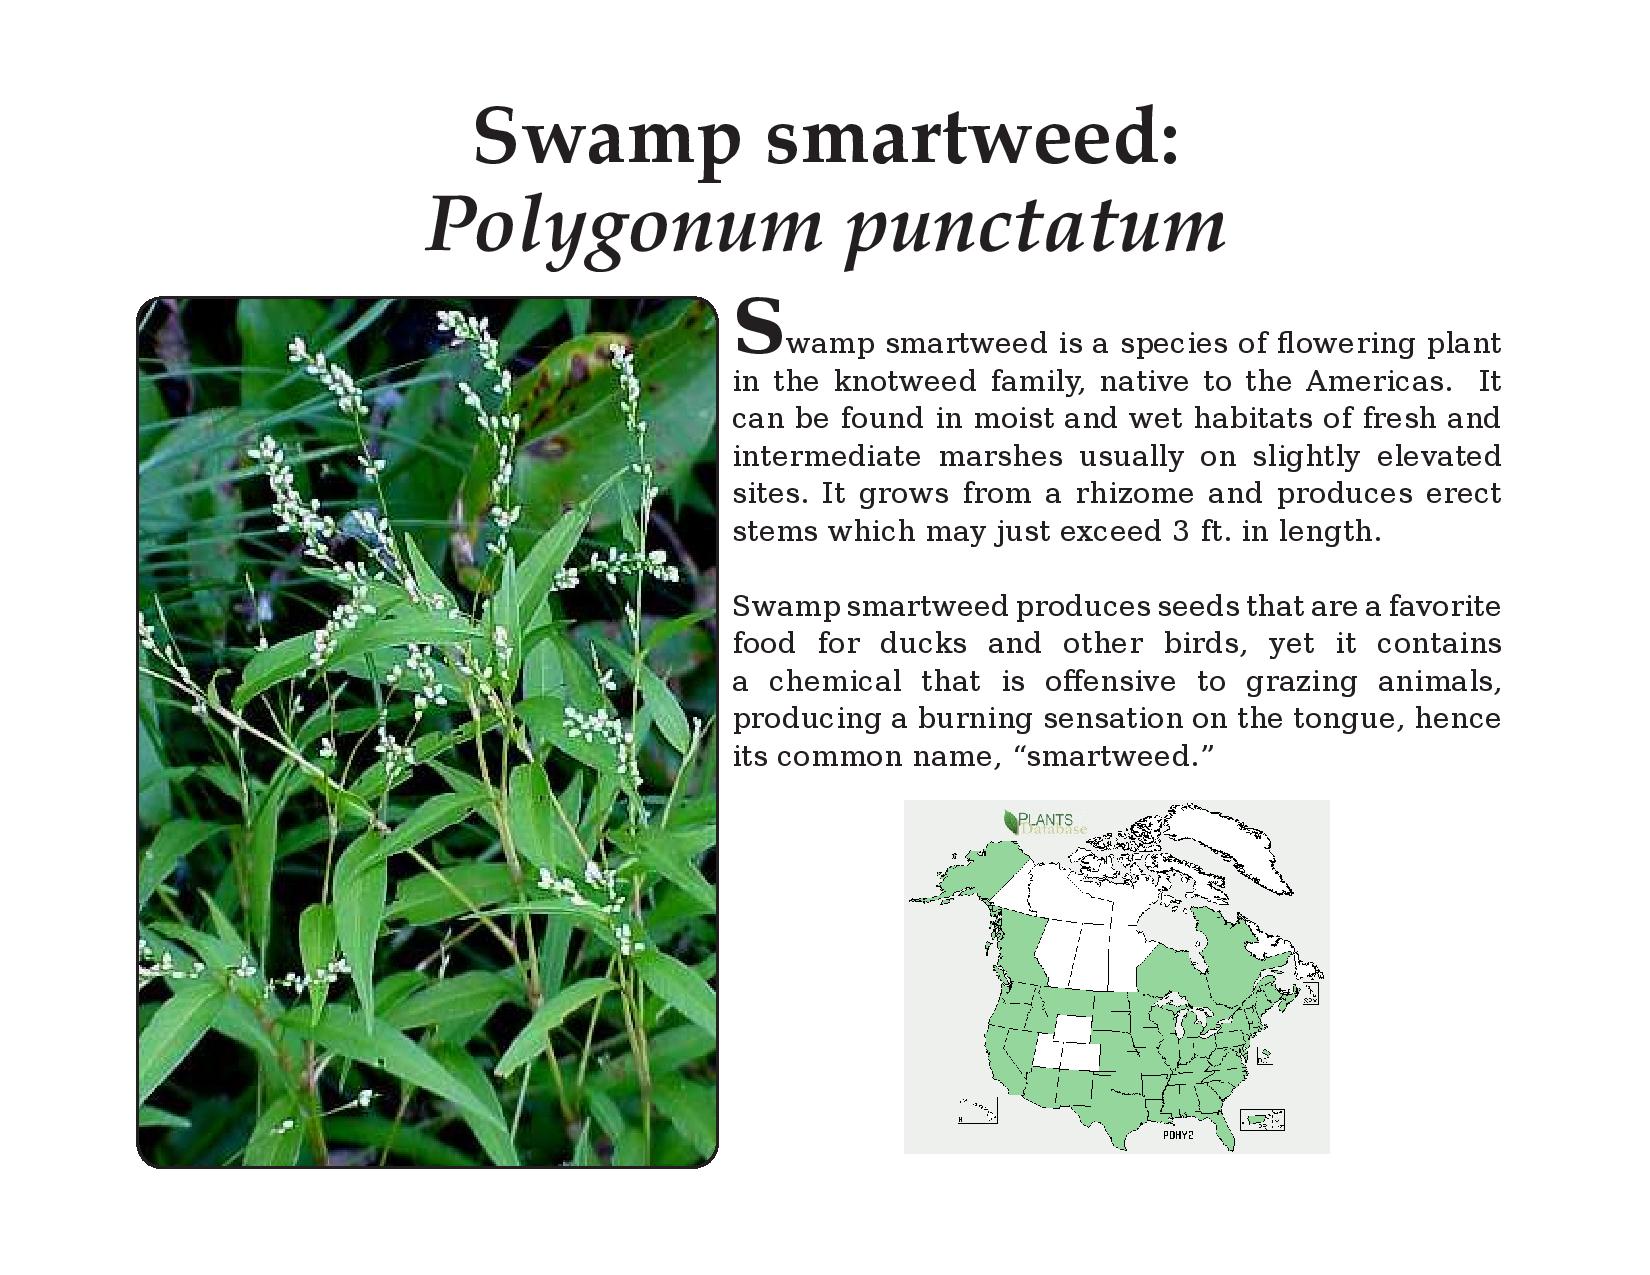 Swamp smartweed:
Polygonum punctatum
Swamp smartweed is a species of flowering plant
in the knotweed family, native to the Americas. It
can be found in moist and wet habitats of fresh and
intermediate marshes usually on slightly elevated
sites. It grows from a rhizome and produces erect
stems which may just exceed 3 ft. in length.
Swamp smartweed produces seeds that are a favorite
food for ducks and other birds, yet it contains
a chemical that is offensive to grazing animals,
producing a burning sensation on the tongue, hence
its common name, “smartweed.”
PLANTS
Database
POHY2